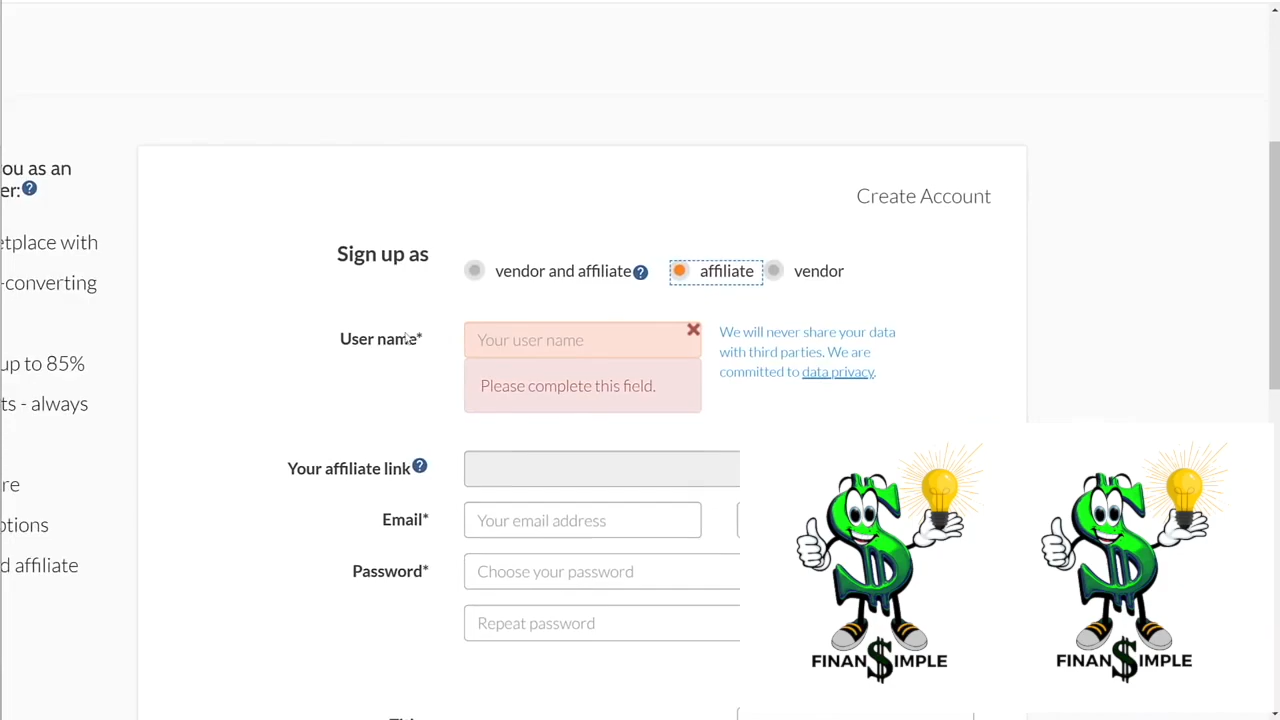 ou as an
er:?
etplace with
-converting
up to 85%
ts - always
re
otions
d affiliate
Create Account
Sign up as
vendor and affiliate?
affiliate
vendor
User name*
Your user name
Please complete this field.
We will never share your data
with third parties. We are
committed to data privacy.
Your affiliate link?
Email*
Your email address
Password*
Choose your password
Repeat password
FINAN$IMPLE
FINAN$IMPLE